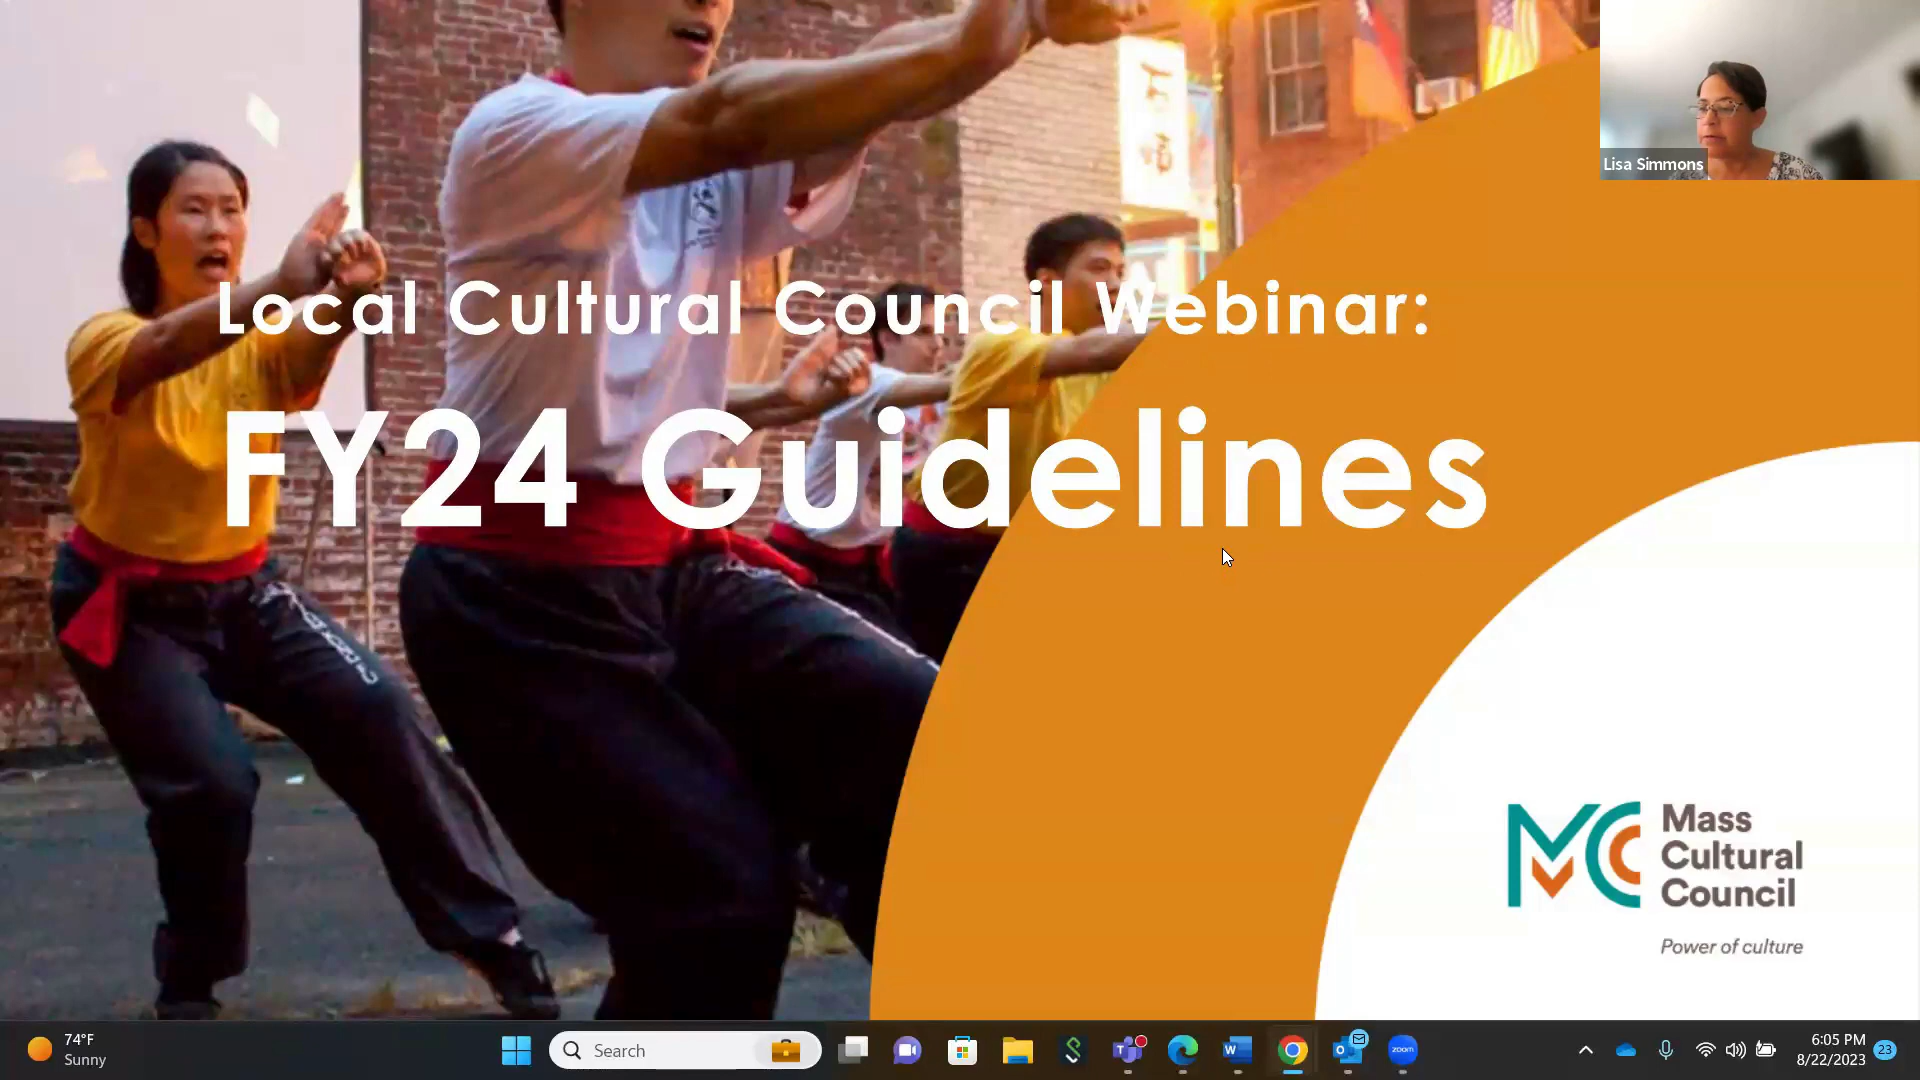 Lisa Simmons
Local Cultural Council Webinar:
FY24 Guidelines
Mass
Cultural
Council
Power of culture
74°F
Sunny
Search
zoom
6:05 PM
8/22/2023
23